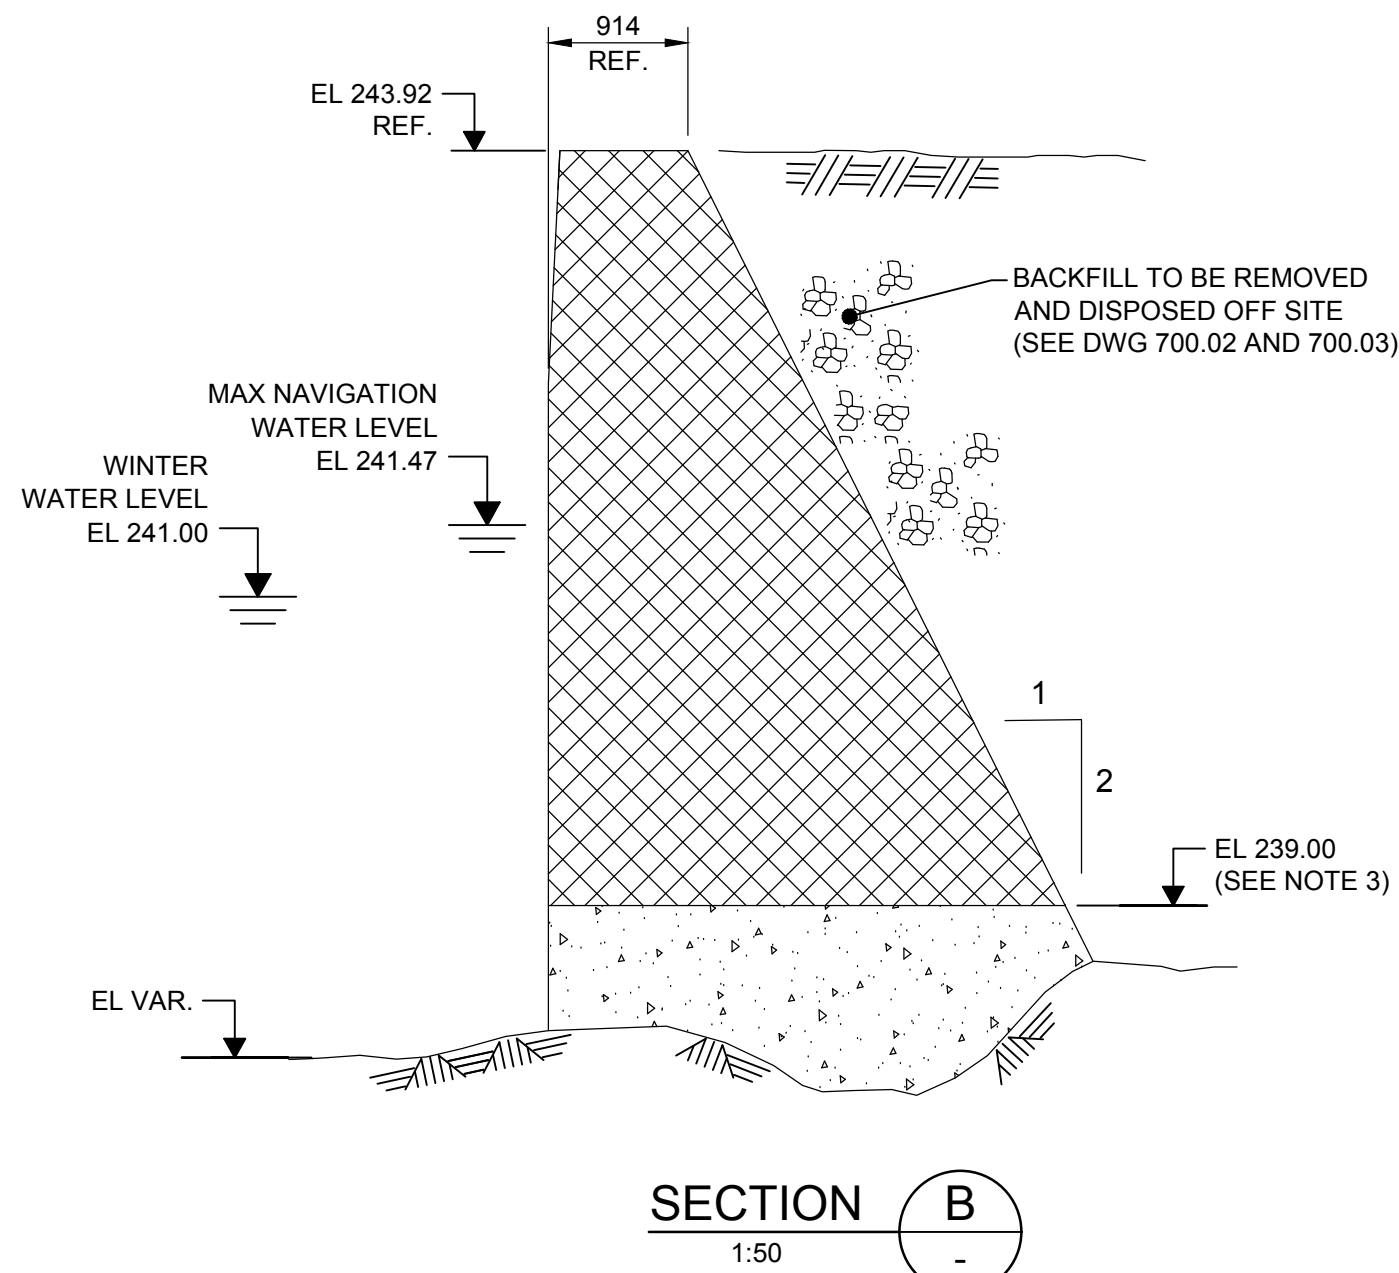 914
REF.
EL 243.92
REF.
BACKFILL TO BE REMOVED
AND DISPOSED OFF SITE
(SEE DWG 700.02 AND 700.03)
MAX NAVIGATION
WATER LEVEL
EL 241.47
WINTER
WATER LEVEL
EL 241.00
1
2
EL 239.00
(SEE NOTE 3)
EL VAR.
SECTION
1:50
B
-